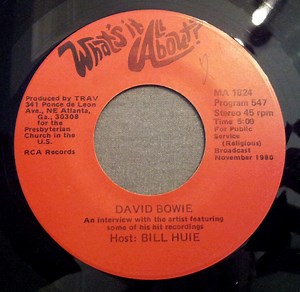 What's it All About?
Produced by TRAV
341 Ponce de Leon
Ave, NE Atlanta,
Ga., 30308
for the
Presbyterian
Church in the
U.S.
RCA Records
MA 1024
Program 547
Stereo 45 rpm
Time 5:00
For Public
Service
(Religious)
Broadcast
November 1980
DAVID BOWIE
An interview with the artist featuring
some of his hit recordings
Host: BILL HUIE